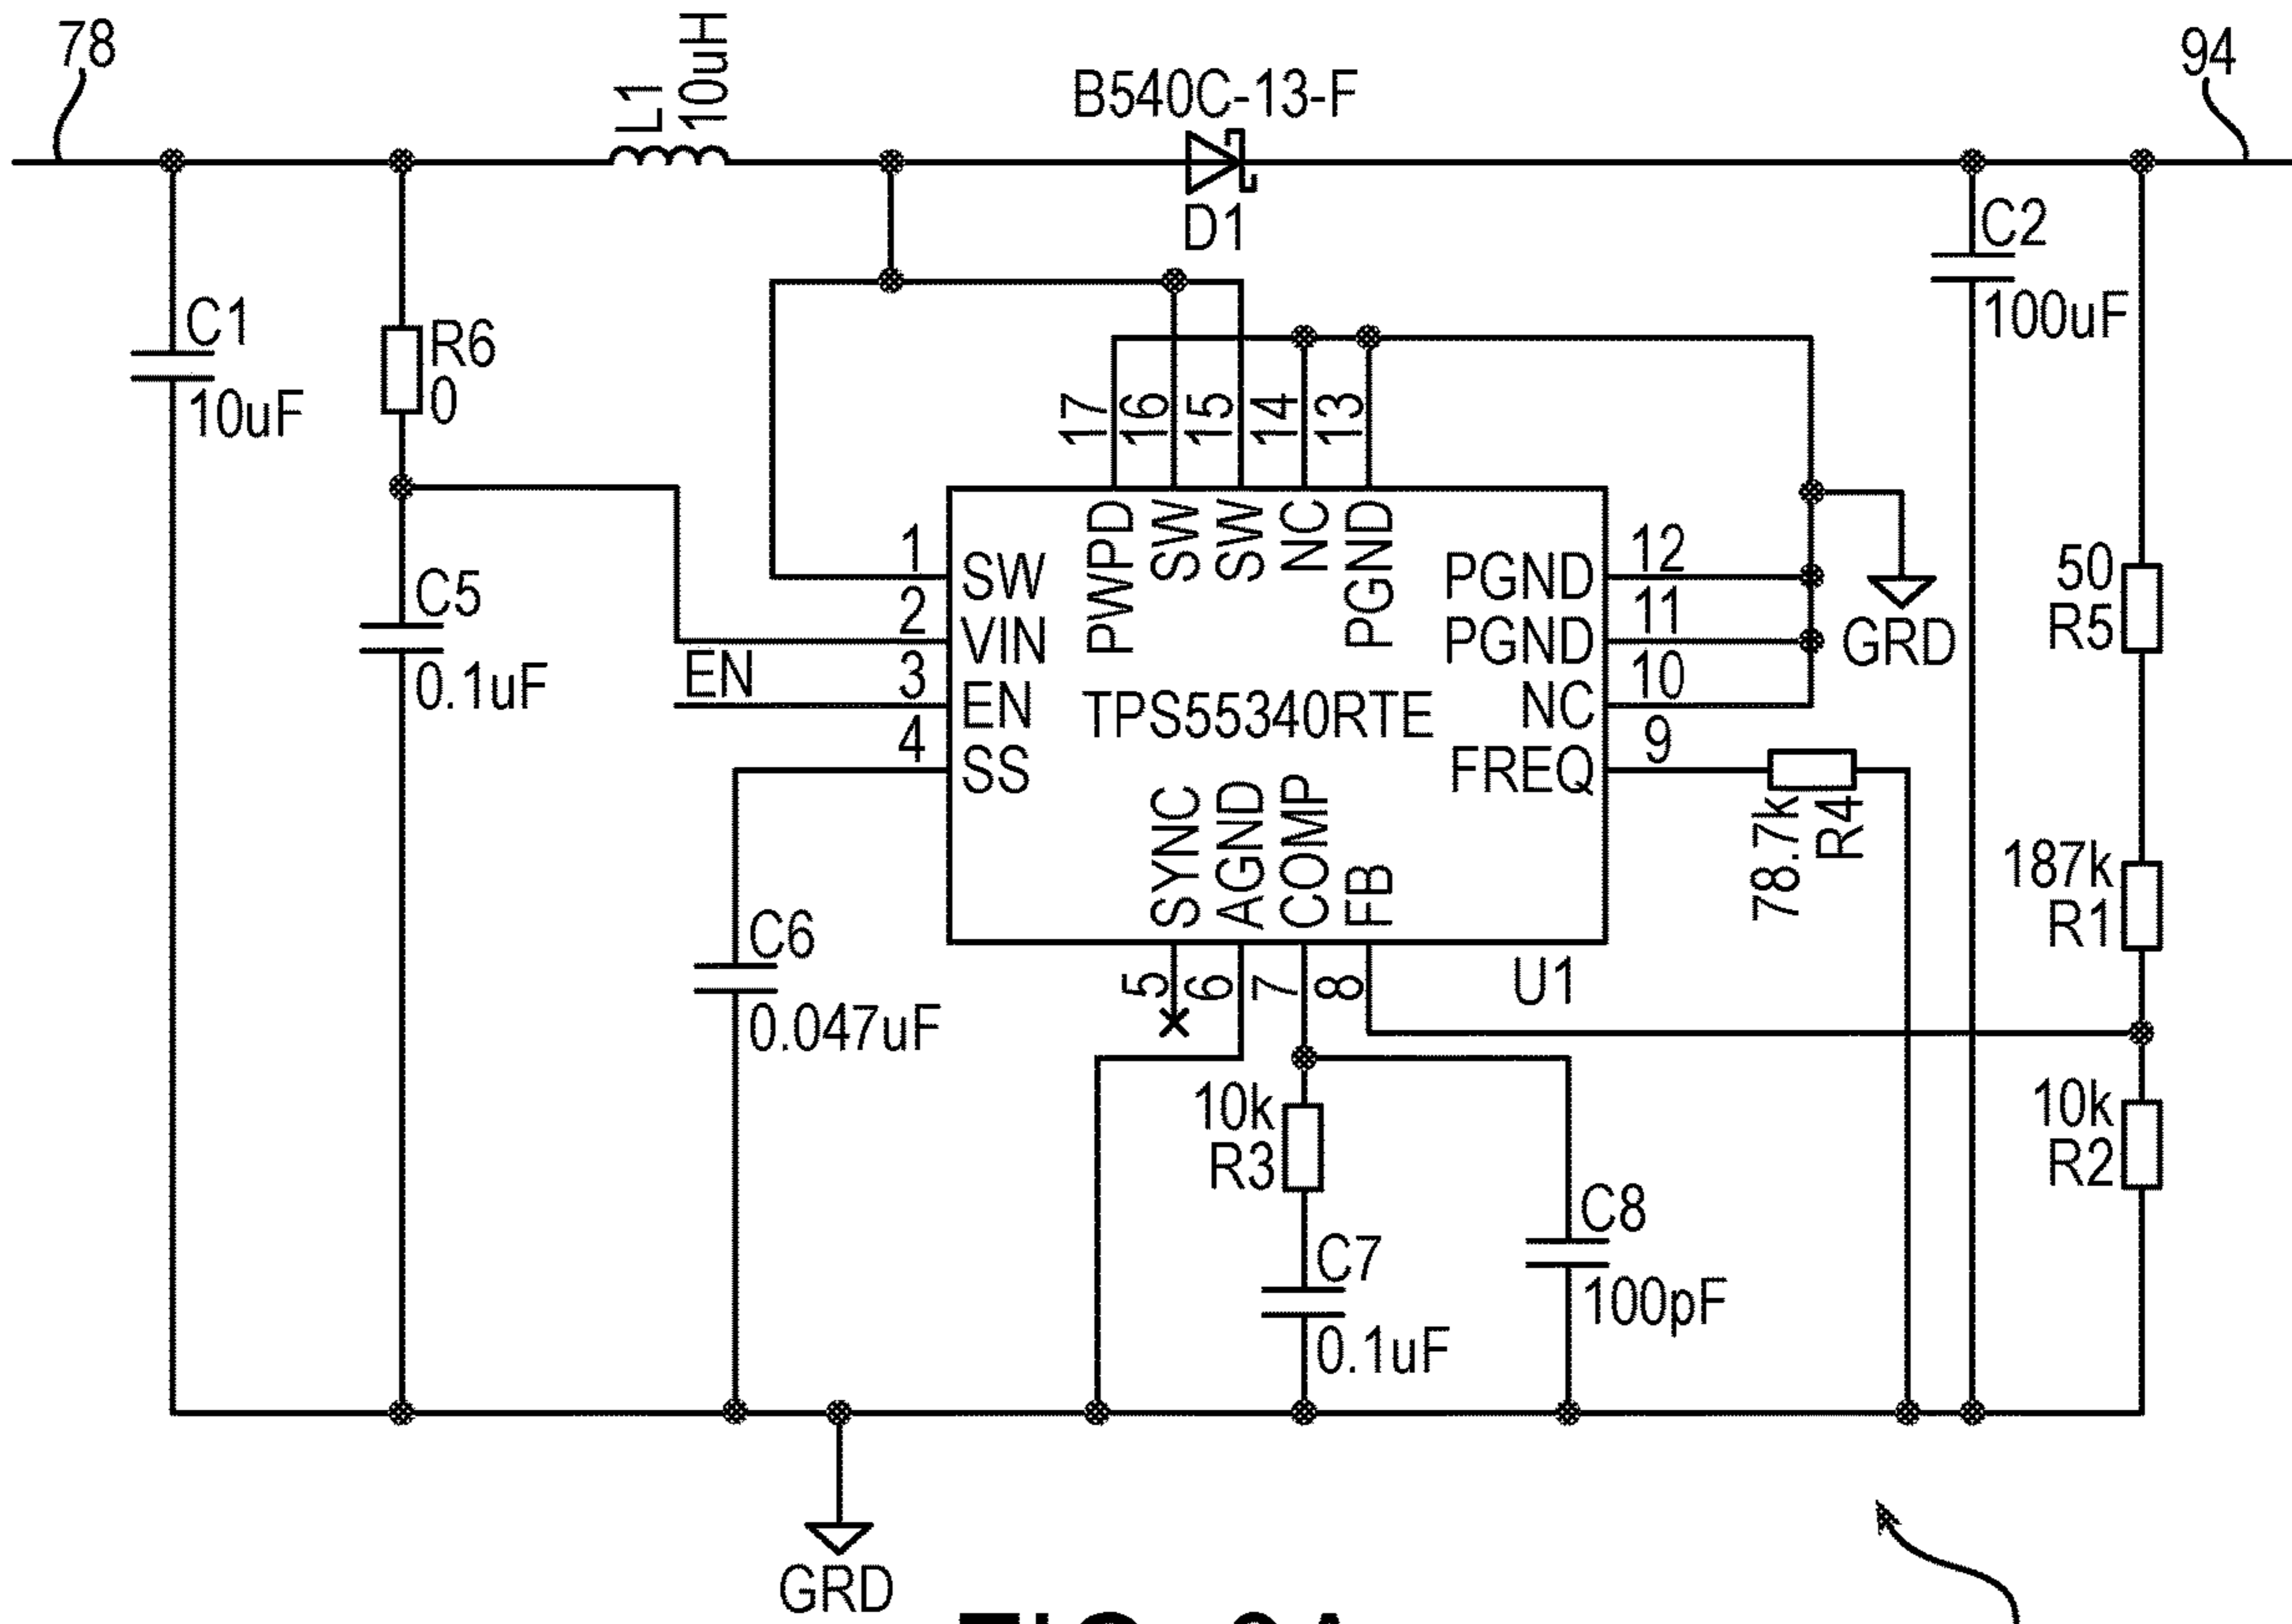 78
94
L1
10uH
B540C-13-F
D1
C2
100uF
C1
10uF
R6
0
17
16
15
14
13
PWPD
SW
SW
NC
PGND
1
SW
2
VIN
EN
3
EN
4
SS
C5
0.1uF
TPS55340RTE
12
PGND
11
PGND
10
NC
9
FREQ
GRD
50
R5
78.7k
R4
187k
R1
SYNC
AGND
COMP
FB
5
6
7
8
U1
C6
0.047uF
10k
R3
10k
R2
C8
100pF
C7
0.1uF
GRD